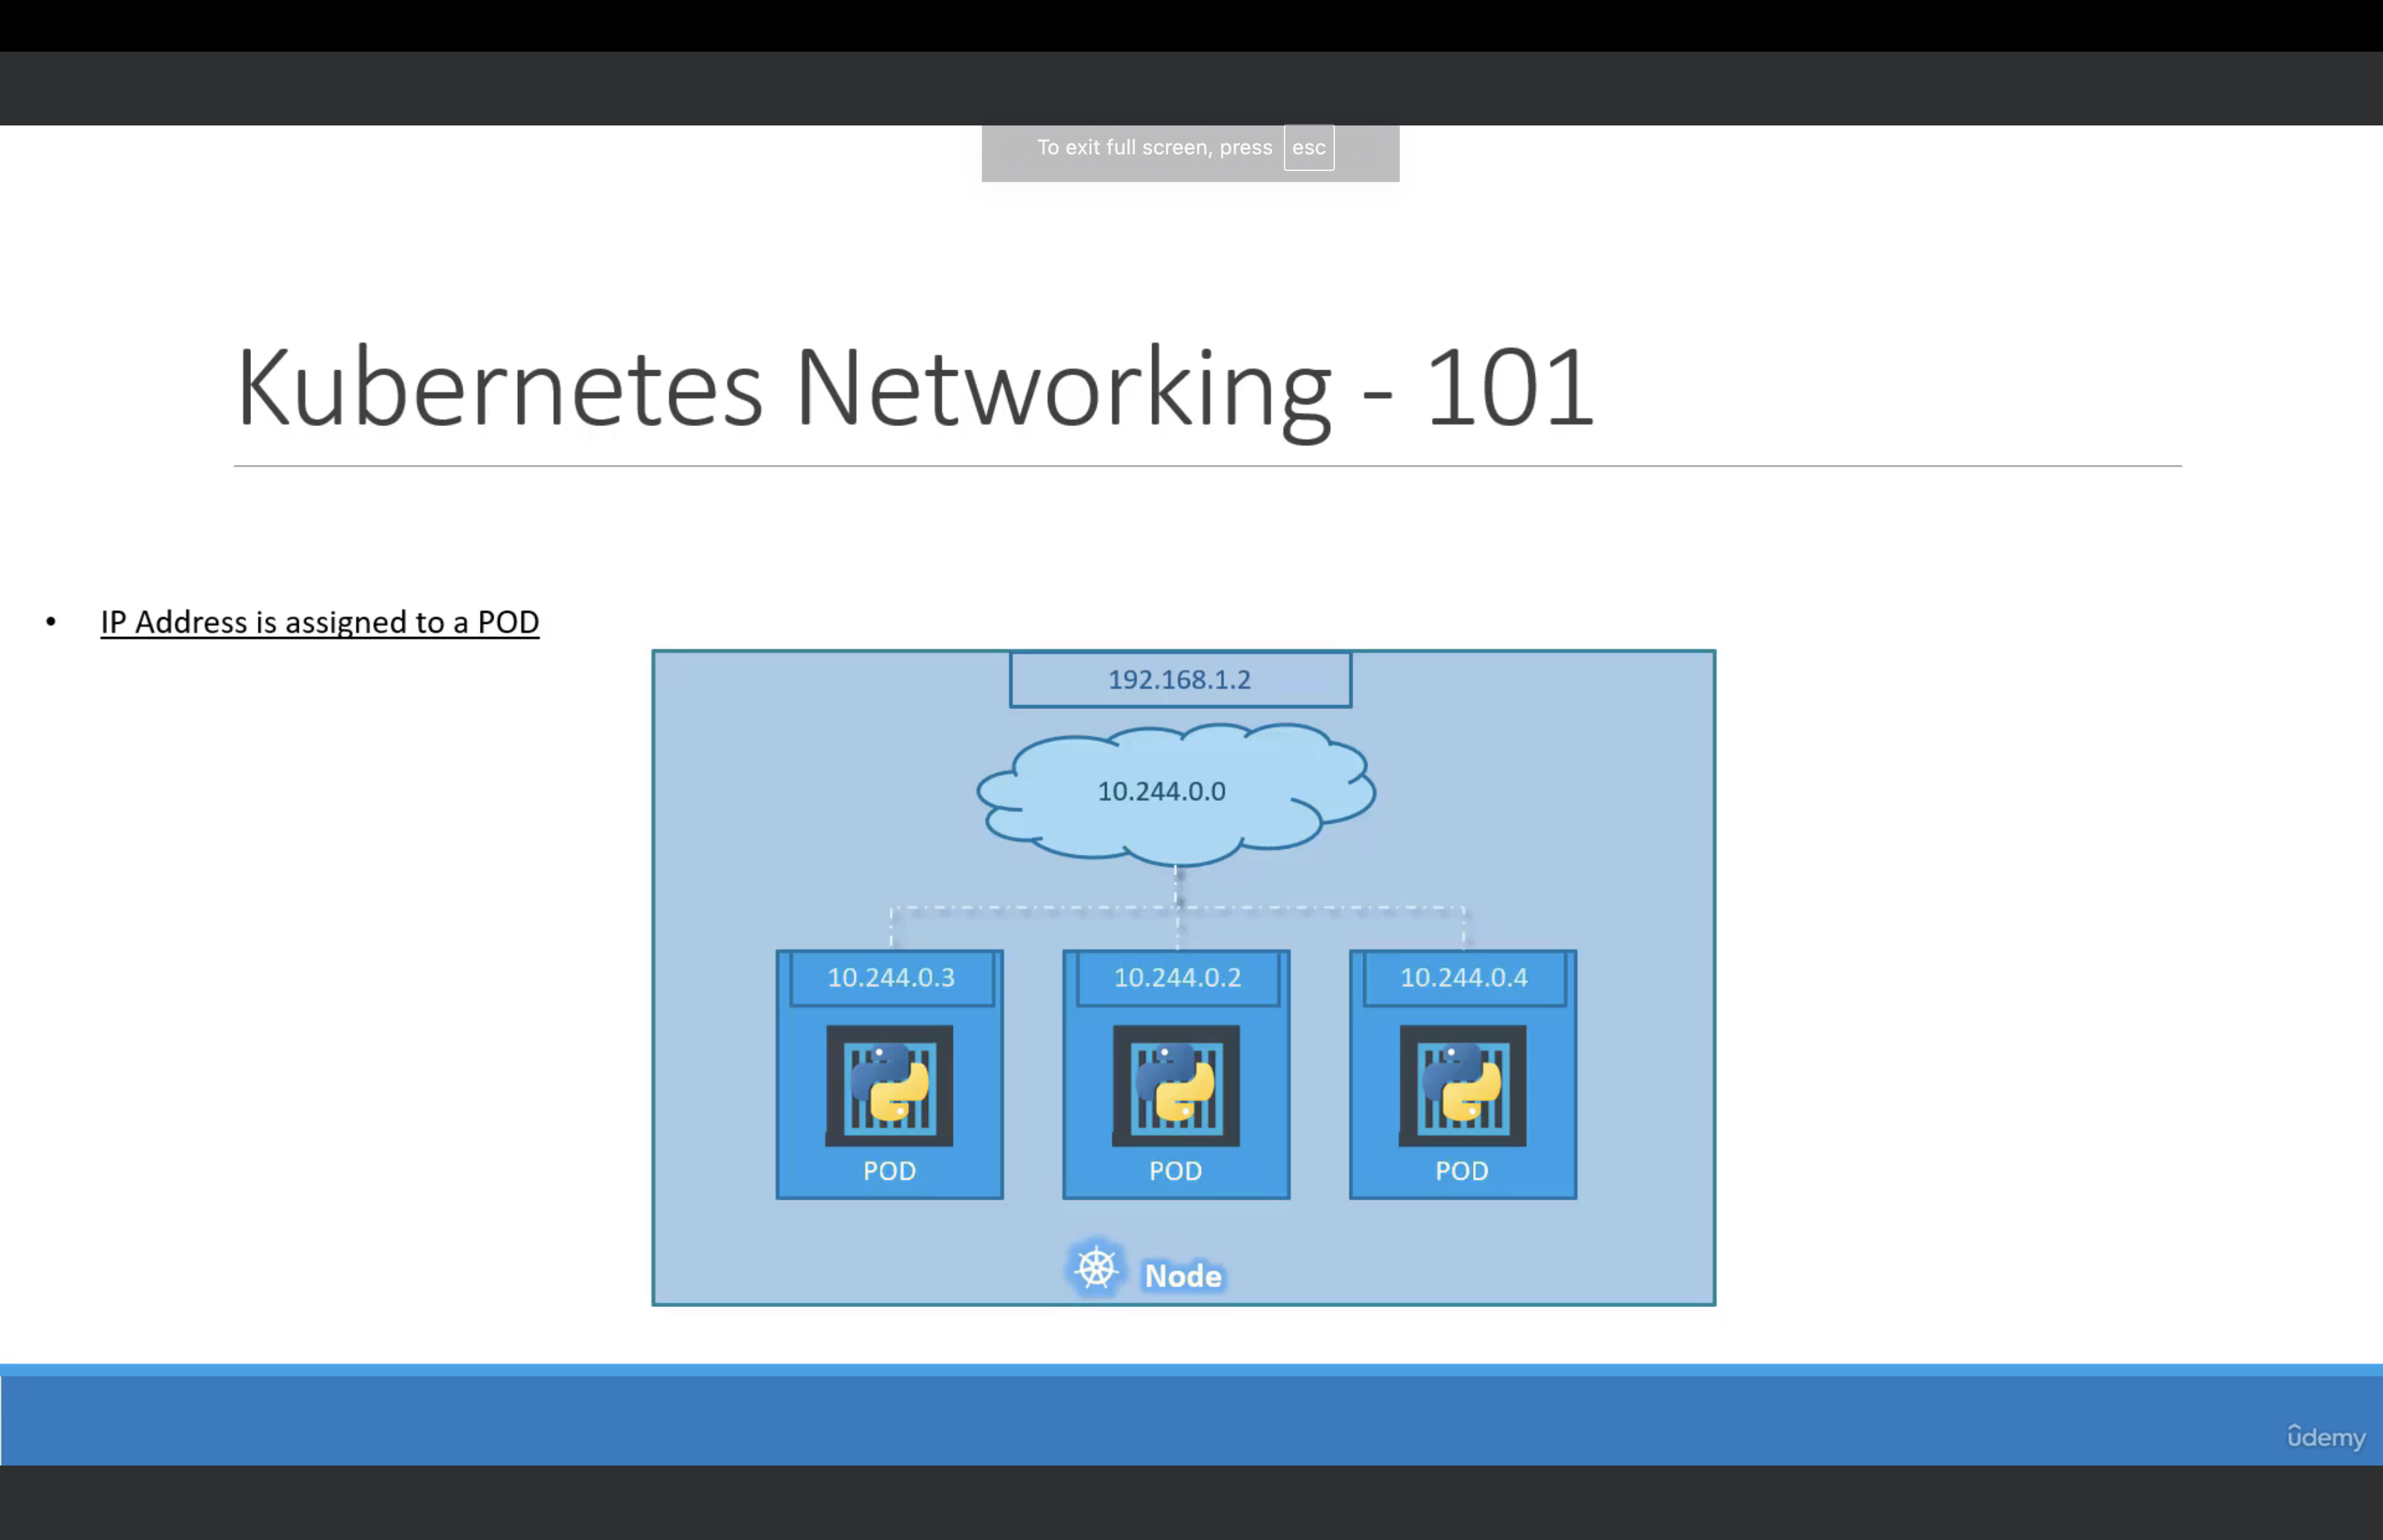 To exit full screen, press esc
Kubernetes Networking - 101
• IP Address is assigned to a POD
192.168.1.2
10.244.0.0
10.244.0.3 10.244.0.2 10.244.0.4
POD POD POD
Node
ûdemy